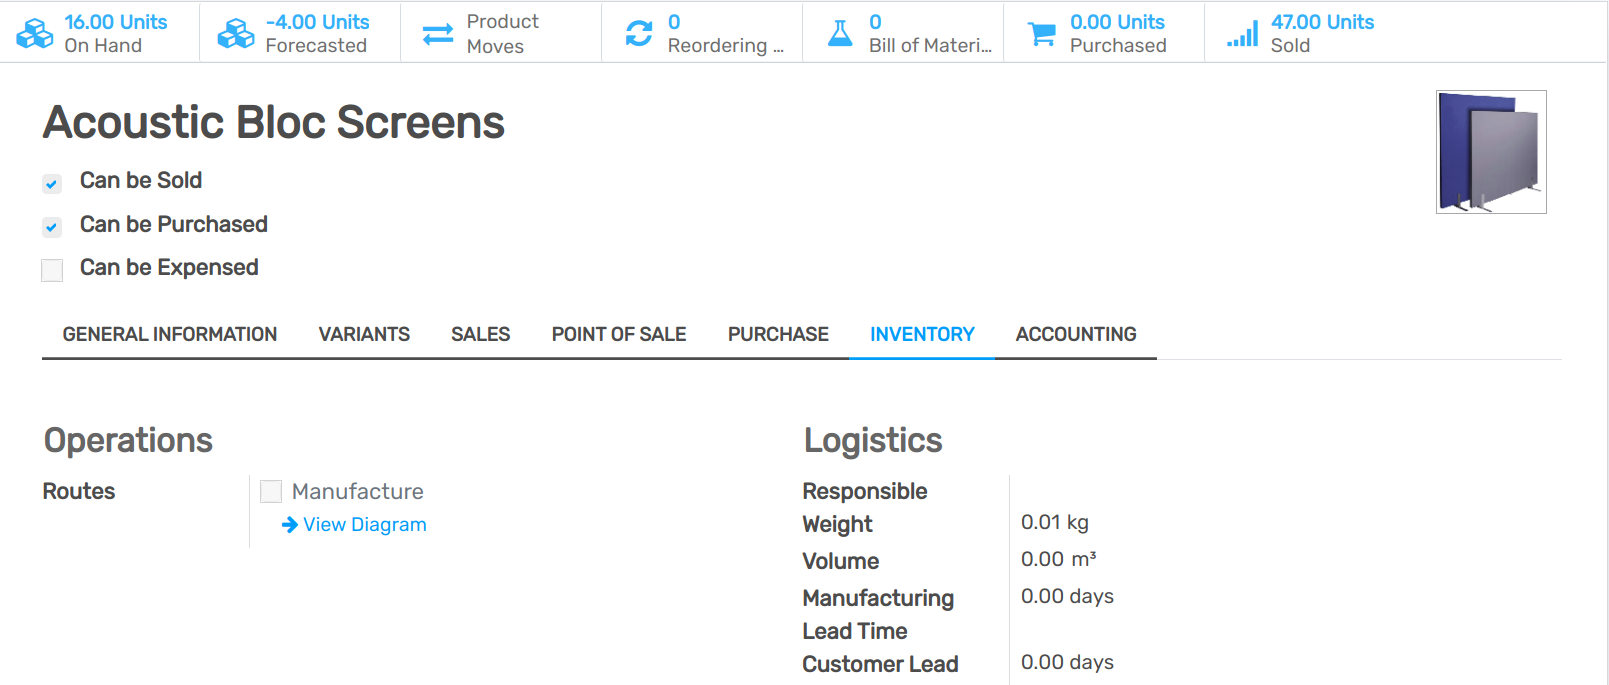 16.00 Units
On Hand
-4.00 Units
Forecasted
Product
Moves
0
Reordering ...
0
Bill of Materi...
0.00 Units
Purchased
47.00 Units
Sold
Acoustic Bloc Screens
Can be Sold
Can be Purchased
Can be Expensed
GENERAL INFORMATION VARIANTS SALES POINT OF SALE PURCHASE INVENTORY ACCOUNTING
Operations
Routes
Manufacture
View Diagram
Logistics
Responsible
Weight 0.01 kg
Volume 0.00 m³
Manufacturing 0.00 days
Lead Time
Customer Lead 0.00 days